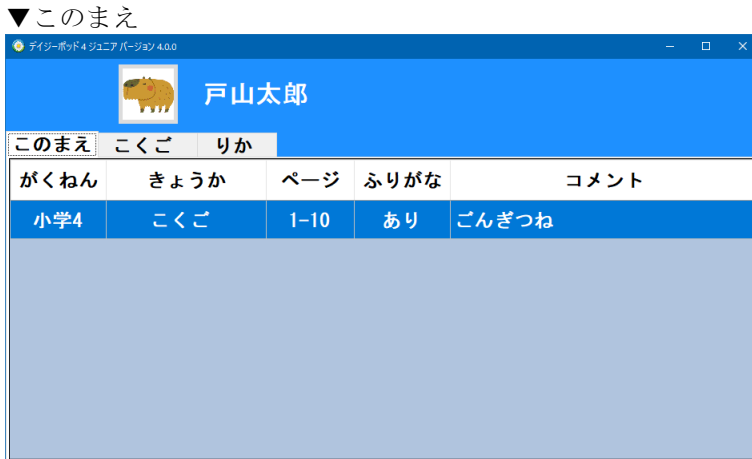 ▼このまえ
デイジーポッド 4 ジュニア バージョン 4.0.0
戸山太郎
このまえ こくご りか
がくねん きょうか ページ ふりがな コメント
小学4 こくご 1-10 あり ごんぎつね